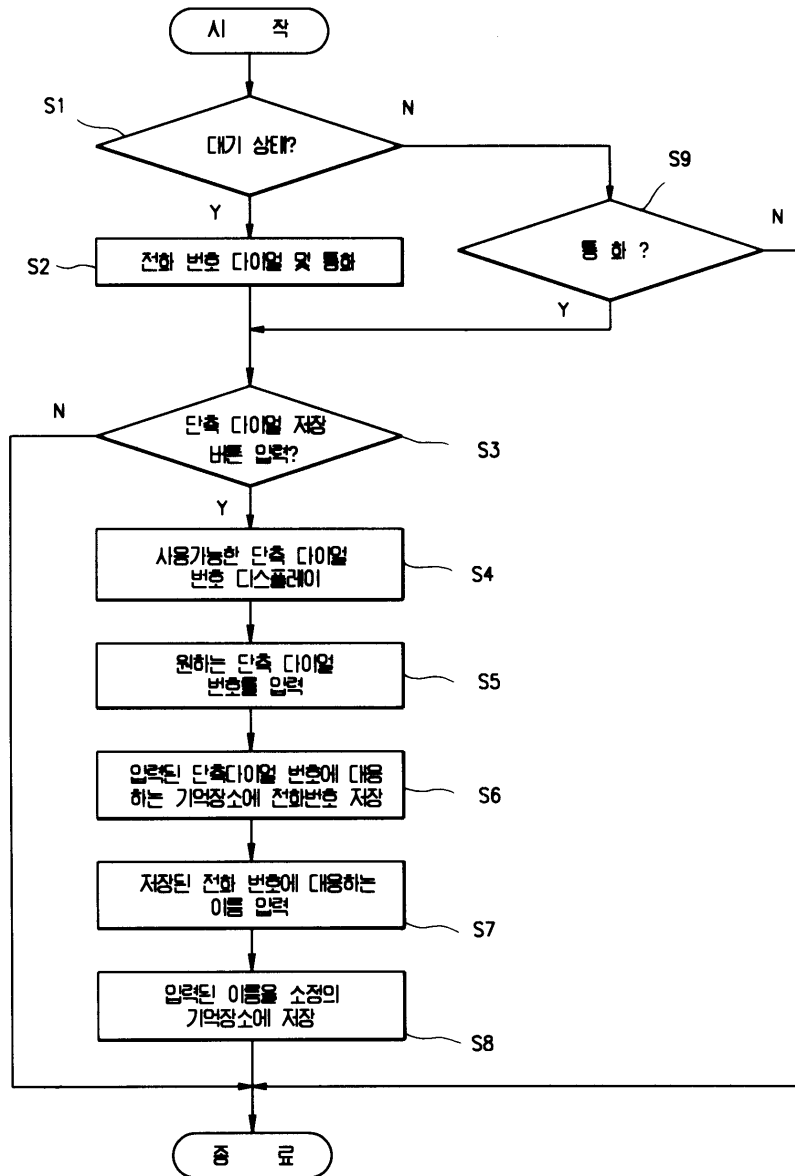 시 작
S1
N
대기 상태?
S9
Y
N
S2
전화 번호 다이얼 및 통화
통 화 ?
Y
N
단축 다이얼 저장
버튼 입력?
S3
Y
사용가능한 단축 다이얼
번호 디스플레이
S4
원하는 단축 다이얼
번호를 입력
S5
입력된 단축다이얼 번호에 대응
하는 기억장소에 전화번호 저장
S6
저장된 전화 번호에 대응하는
이름 입력
S7
입력된 이름을 소정의
기억장소에 저장
S8
종 료